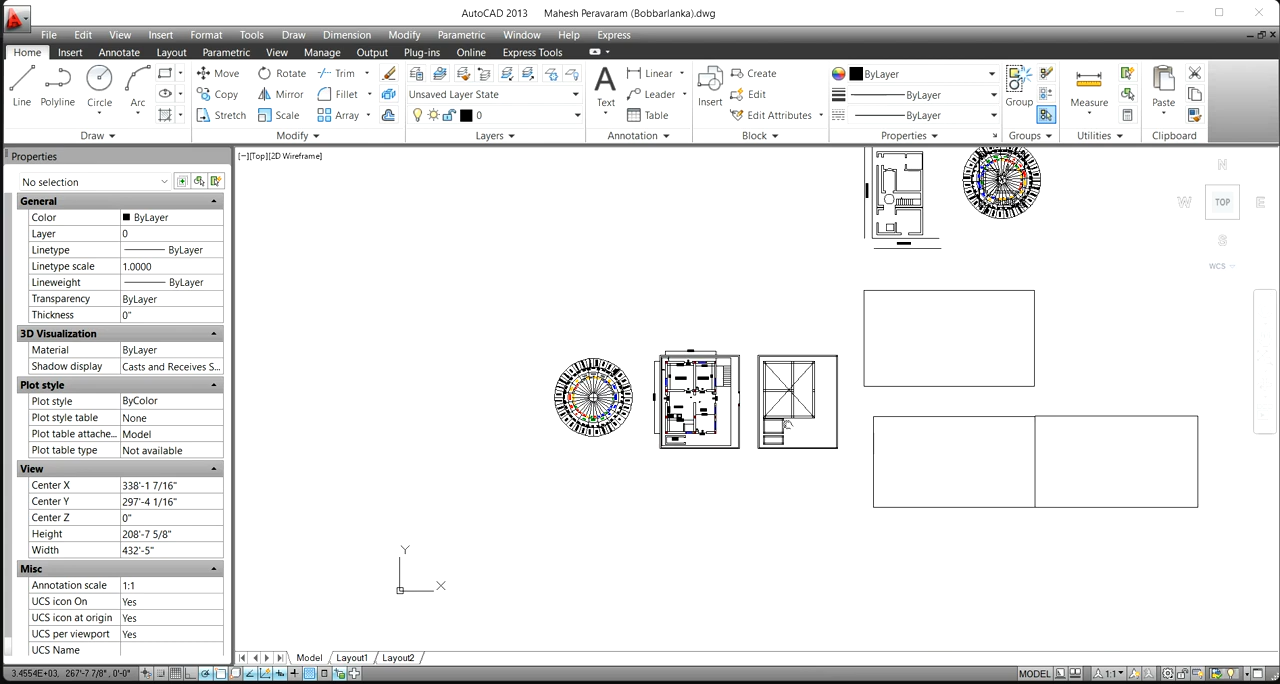 AutoCAD 2013 Mahesh Peravaram (Bobbarlanka).dwg
File Edit View Insert Format Tools Draw Dimension Modify Parametric Window Help Express
Home Insert Annotate Layout Parametric View Manage Output Plug-ins Online Express Tools
Line Polyline Circle Arc
Move Rotate Trim
Copy Mirror Fillet
Stretch Scale Array
Unsaved Layer State
0
Text
Linear
Leader
Table
Insert
Create
Edit
Edit Attributes
ByLayer
ByLayer
ByLayer
Group
Measure
Paste
Draw Modify Layers Annotation Block Properties Groups Utilities Clipboard
Properties
No selection
General
Color ByLayer
Layer 0
Linetype ByLayer
Linetype scale 1.0000
Lineweight ByLayer
Transparency ByLayer
Thickness 0"
3D Visualization
Material ByLayer
Shadow display Casts and Receives S...
Plot style
Plot style ByColor
Plot style table None
Plot table attache... Model
Plot table type Not available
View
Center X 338'-1 7/16"
Center Y 297'-4 1/16"
Center Z 0"
Height 208'-7 5/8"
Width 432'-5"
Misc
Annotation scale 1:1
UCS icon On Yes
UCS icon at origin Yes
UCS per viewport Yes
UCS Name
[−][Top][2D Wireframe]
N
W TOP E
S
WCS
Y
X
Model Layout1 Layout2
3.4554E+03, 267'-7 7/8", 0'-0"
MODEL
1:1